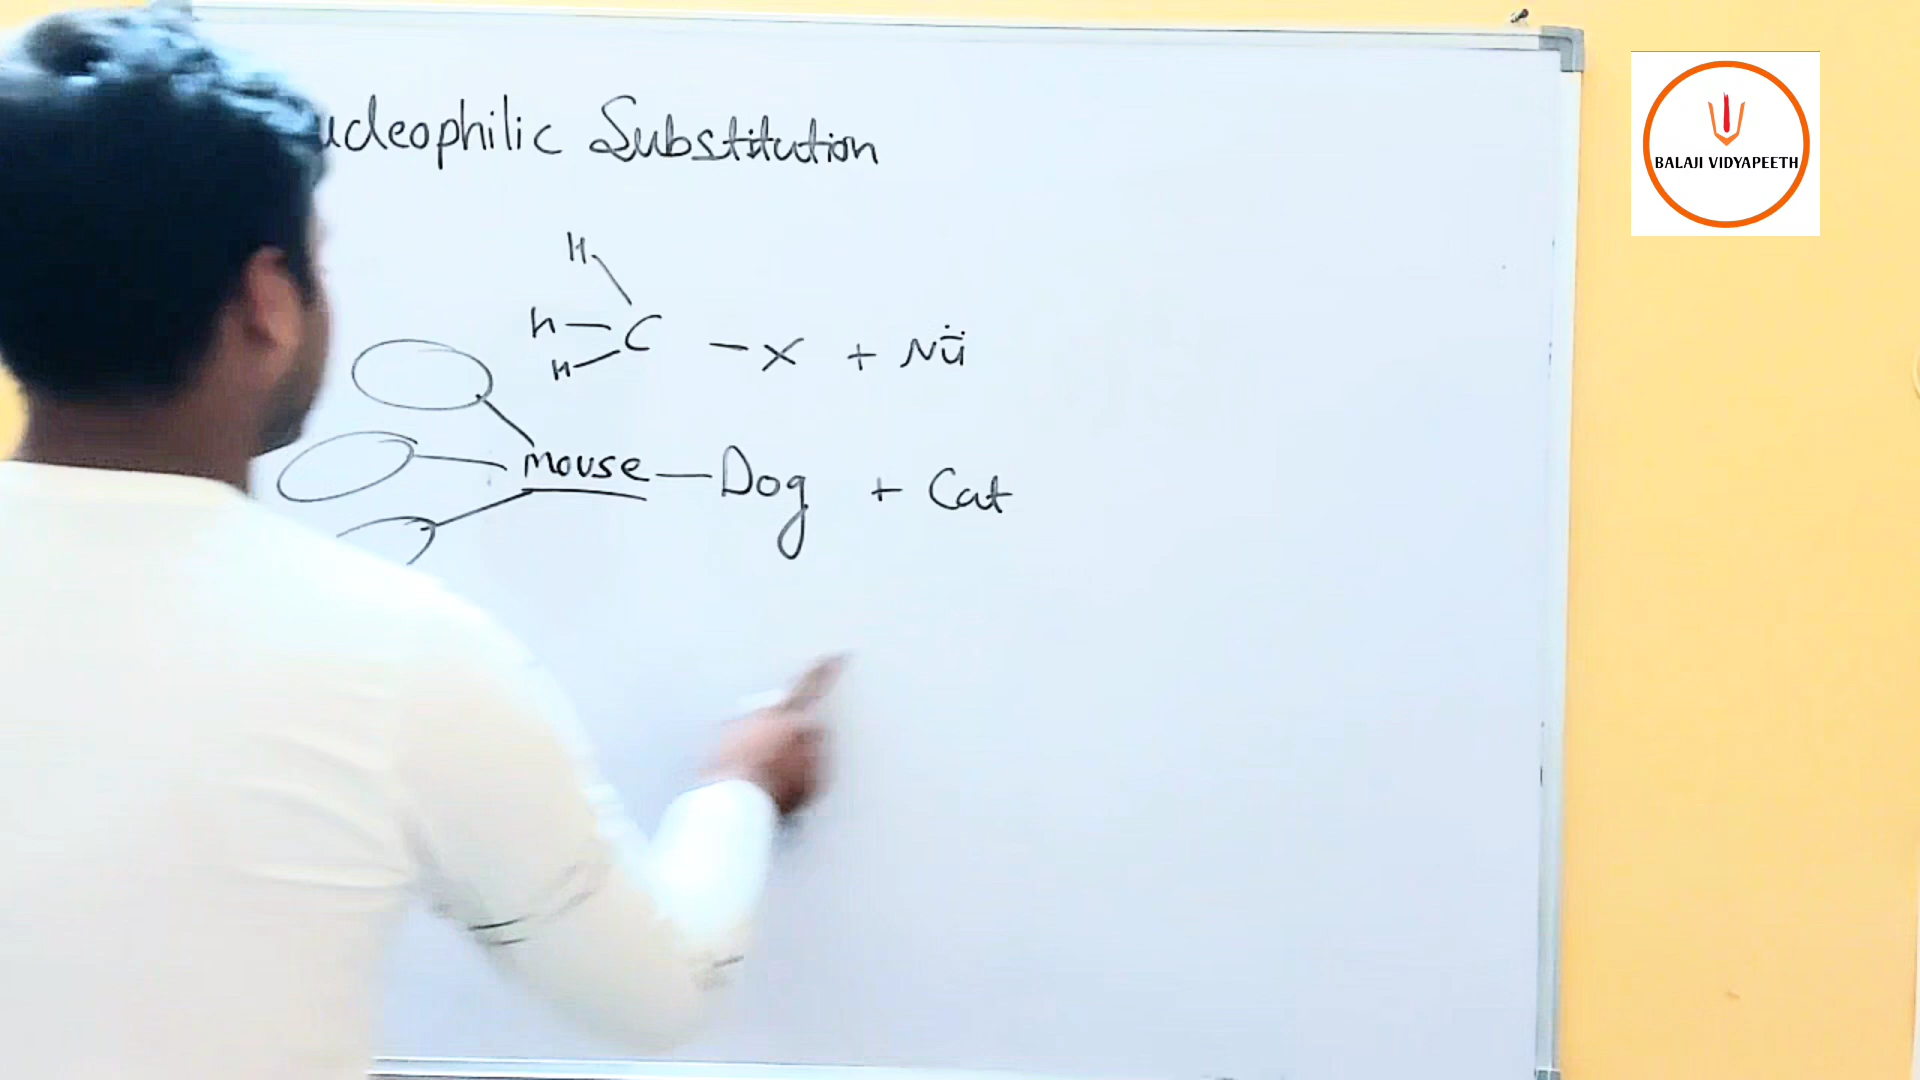 ucleophilic Substitution
BALAJI VIDYAPEETH
H
H — C — X + Nü
H
mouse — Dog + Cat